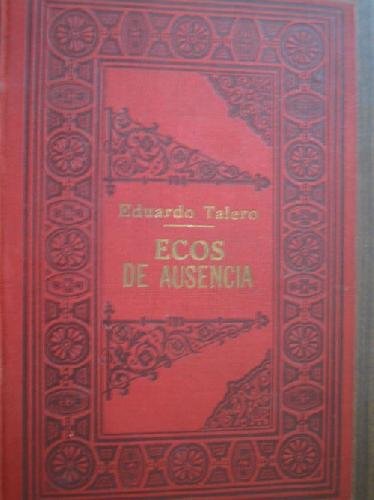 Eduardo Talero
ECOS
DE AUSENCIA